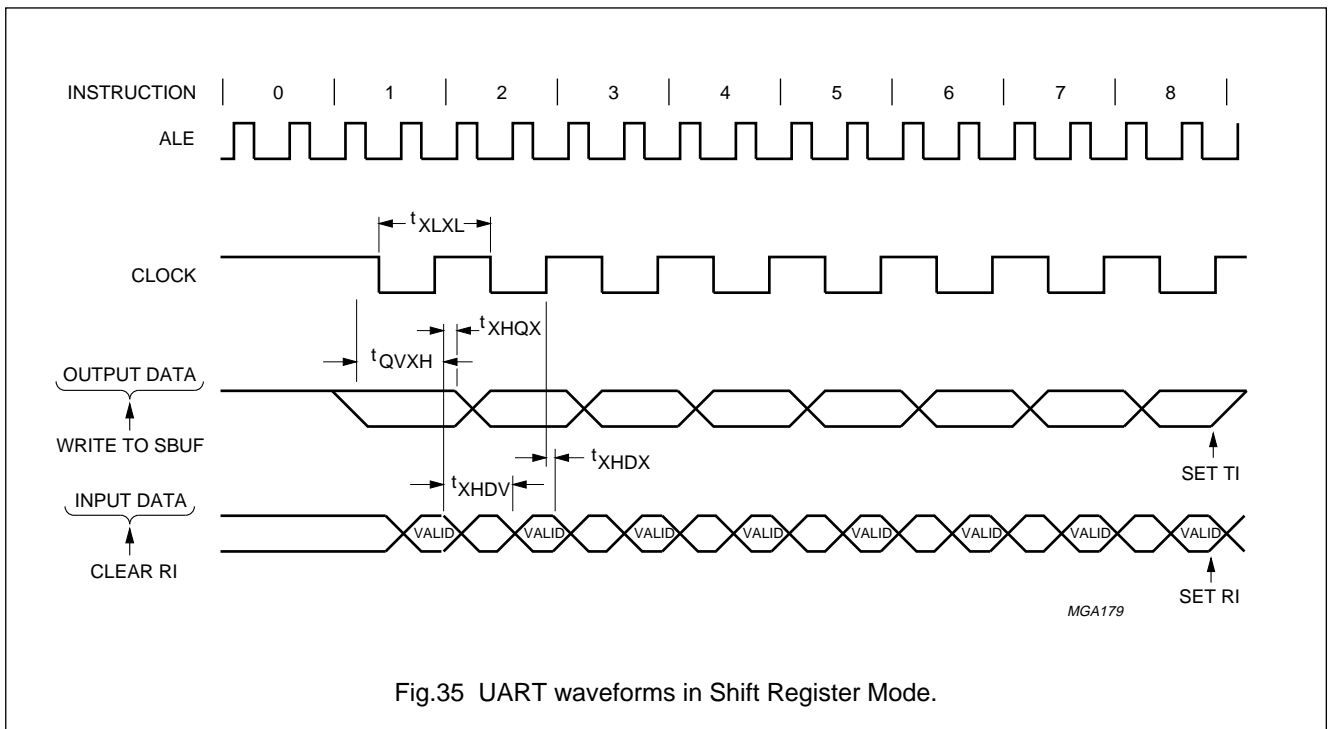 INSTRUCTION 0 1 2 3 4 5 6 7 8
ALE
tXLXL
CLOCK
tXHQX
tQVXH
OUTPUT DATA
WRITE TO SBUF
SET TI
tXHDX
tXHDV
INPUT DATA
VALID VALID VALID VALID VALID VALID VALID VALID
CLEAR RI
SET RI
MGA179
Fig.35 UART waveforms in Shift Register Mode.